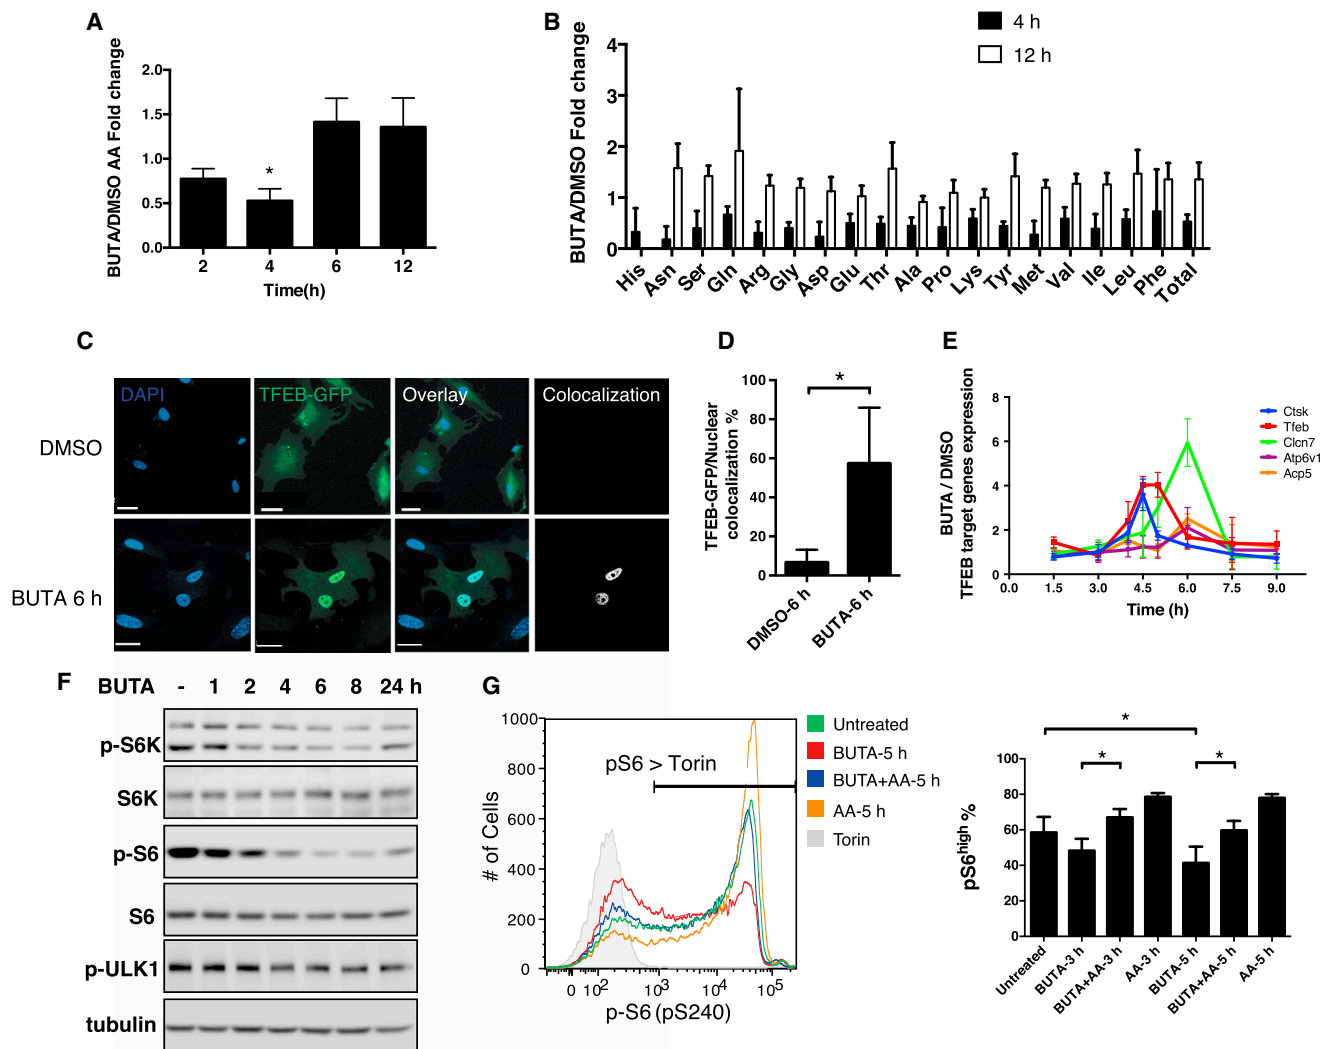 A
BUTA/DMSO AA Fold change
2.0
1.5
1.0
0.5
0.0
*
2 4 6 12
Time(h)
B
BUTA/DMSO Fold change
4
3
2
1
0
4 h
12 h
His Asn Ser Gln Arg Gly Asp Glu Thr Ala Pro Lys Tyr Met Val Ile Leu Phe Total
C
DAPI TFEB-GFP Overlay Colocalization
DMSO
BUTA 6 h
D
TFEB-GFP/Nuclear
colocalization %
100
80
60
40
20
0
*
DMSO-6 h
BUTA-6 h
E
BUTA / DMSO
TFEB target genes expression
8
6
4
2
0
0.0 1.5 3.0 4.5 6.0 7.5 9.0
Time (h)
Ctsk
Tfeb
Clcn7
Atp6v1
Acp5
F
BUTA - 1 2 4 6 8 24 h
p-S6K
S6K
p-S6
S6
p-ULK1
tubulin
G
# of Cells
1000
800
600
400
200
0
pS6 > Torin
0 10² 10³ 10⁴ 10⁵
p-S6 (pS240)
Untreated
BUTA-5 h
BUTA+AA-5 h
AA-5 h
Torin
pS6high %
100
80
60
40
20
0
*
*
*
Untreated
BUTA-3 h
BUTA+AA-3 h
AA-3 h
BUTA-5 h
BUTA+AA-5 h
AA-5 h